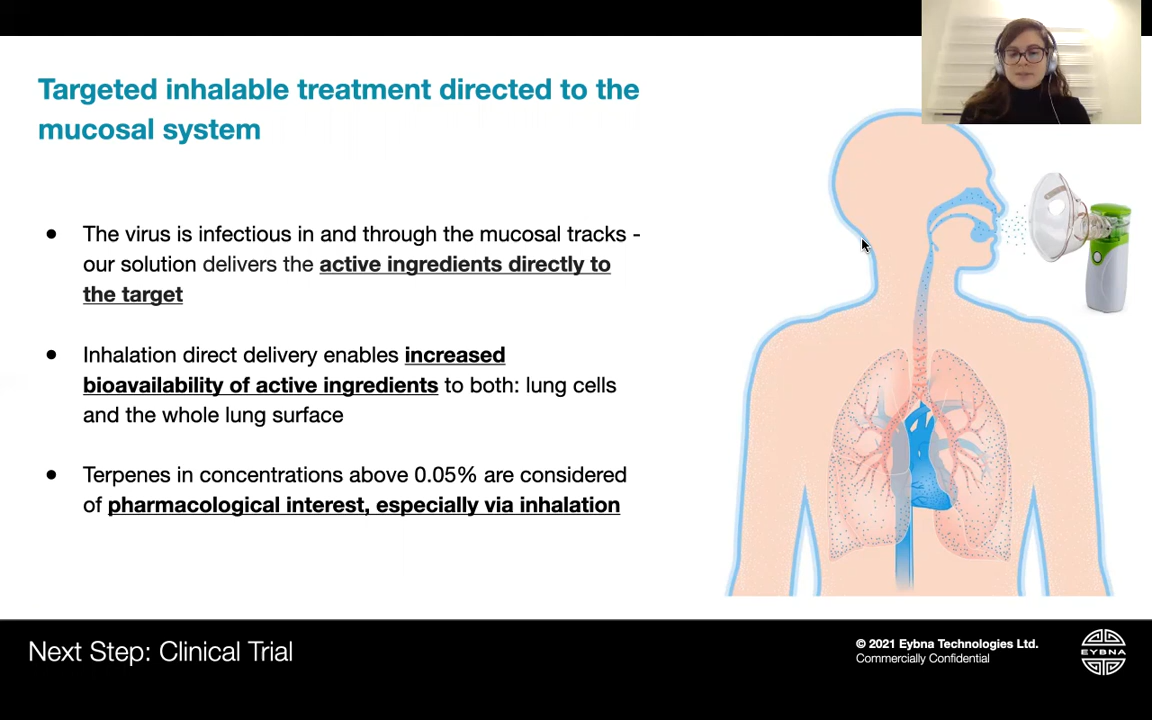 Targeted inhalable treatment directed to the
mucosal system
● The virus is infectious in and through the mucosal tracks -
our solution delivers the active ingredients directly to
the target
● Inhalation direct delivery enables increased
bioavailability of active ingredients to both: lung cells
and the whole lung surface
● Terpenes in concentrations above 0.05% are considered
of pharmacological interest, especially via inhalation
Next Step: Clinical Trial
© 2021 Eybna Technologies Ltd.
Commercially Confidential
EYBNA